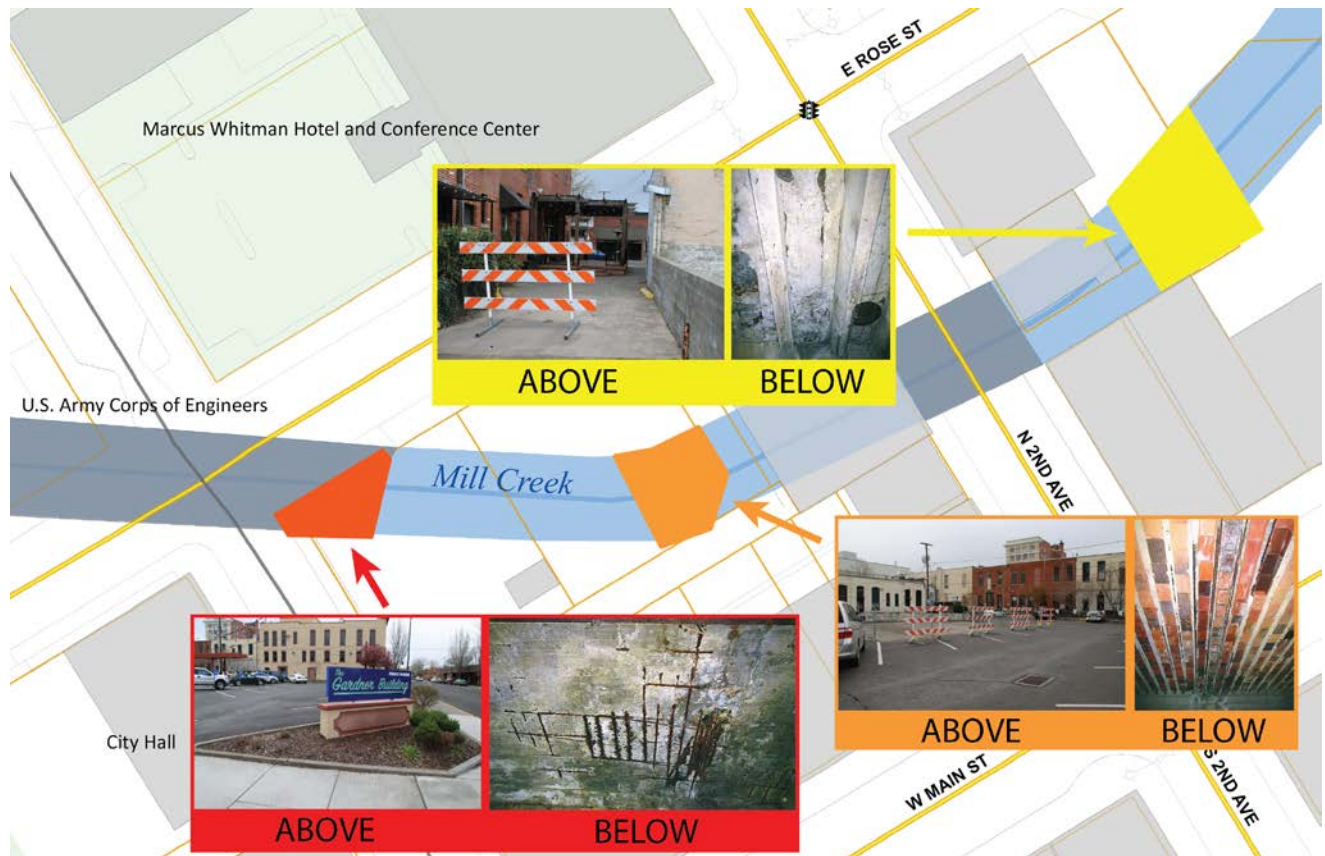 E ROSE ST
Marcus Whitman Hotel and Conference Center
ABOVE
BELOW
U.S. Army Corps of Engineers
Mill Creek
N 2ND AVE
The
Gardner Building
City Hall
ABOVE
BELOW
ABOVE
BELOW
W MAIN ST
S 2ND AVE